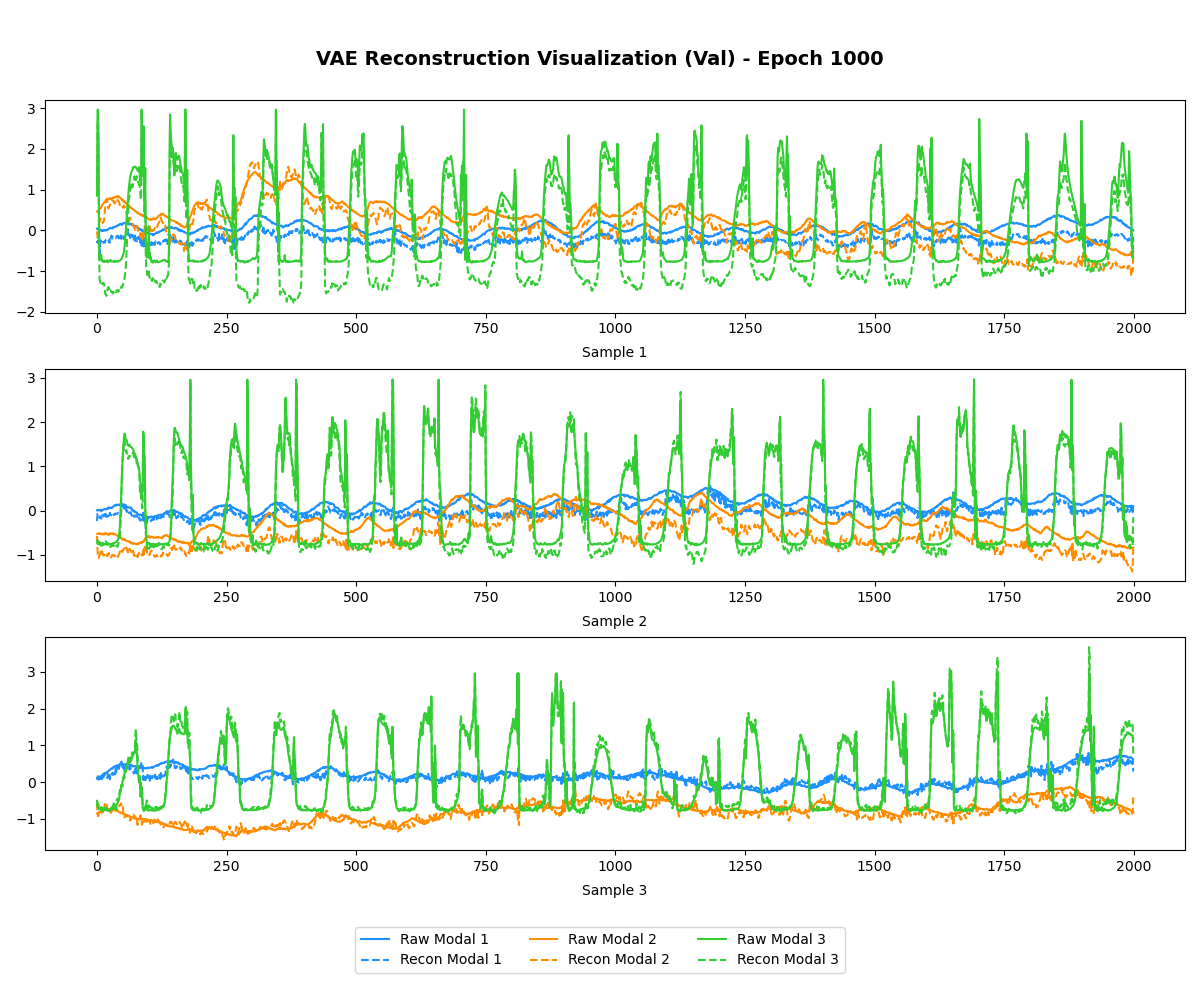 VAE Reconstruction Visualization (Val) - Epoch 1000
3
2
1
0
−1
−2
0 250 500 750 1000 1250 1500 1750 2000
Sample 1
3
2
1
0
−1
0 250 500 750 1000 1250 1500 1750 2000
Sample 2
3
2
1
0
−1
0 250 500 750 1000 1250 1500 1750 2000
Sample 3
Raw Modal 1 Raw Modal 2 Raw Modal 3
Recon Modal 1 Recon Modal 2 Recon Modal 3